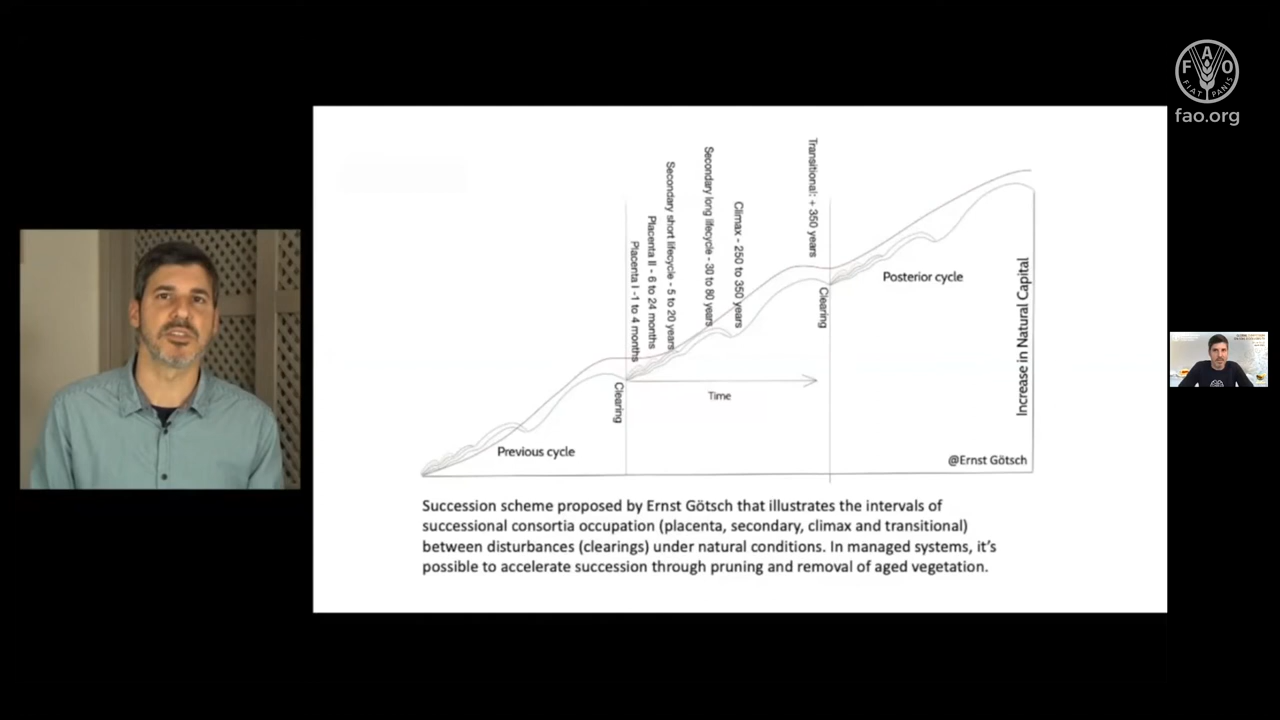 FAO
FIAT PANIS
fao.org
Placenta I -1 to 4 months
Placenta II - 6 to 24 months
Secondary short lifecycle - 5 to 20 years
Secondary long lifecycle - 30 to 80 years
Climax - 250 to 350 years
Transitional: + 350 years
Clearing
Clearing
Previous cycle
Time
Posterior cycle
Increase in Natural Capital
@Ernst Götsch
Succession scheme proposed by Ernst Götsch that illustrates the intervals of
successional consortia occupation (placenta, secondary, climax and transitional)
between disturbances (clearings) under natural conditions. In managed systems, it's
possible to accelerate succession through pruning and removal of aged vegetation.